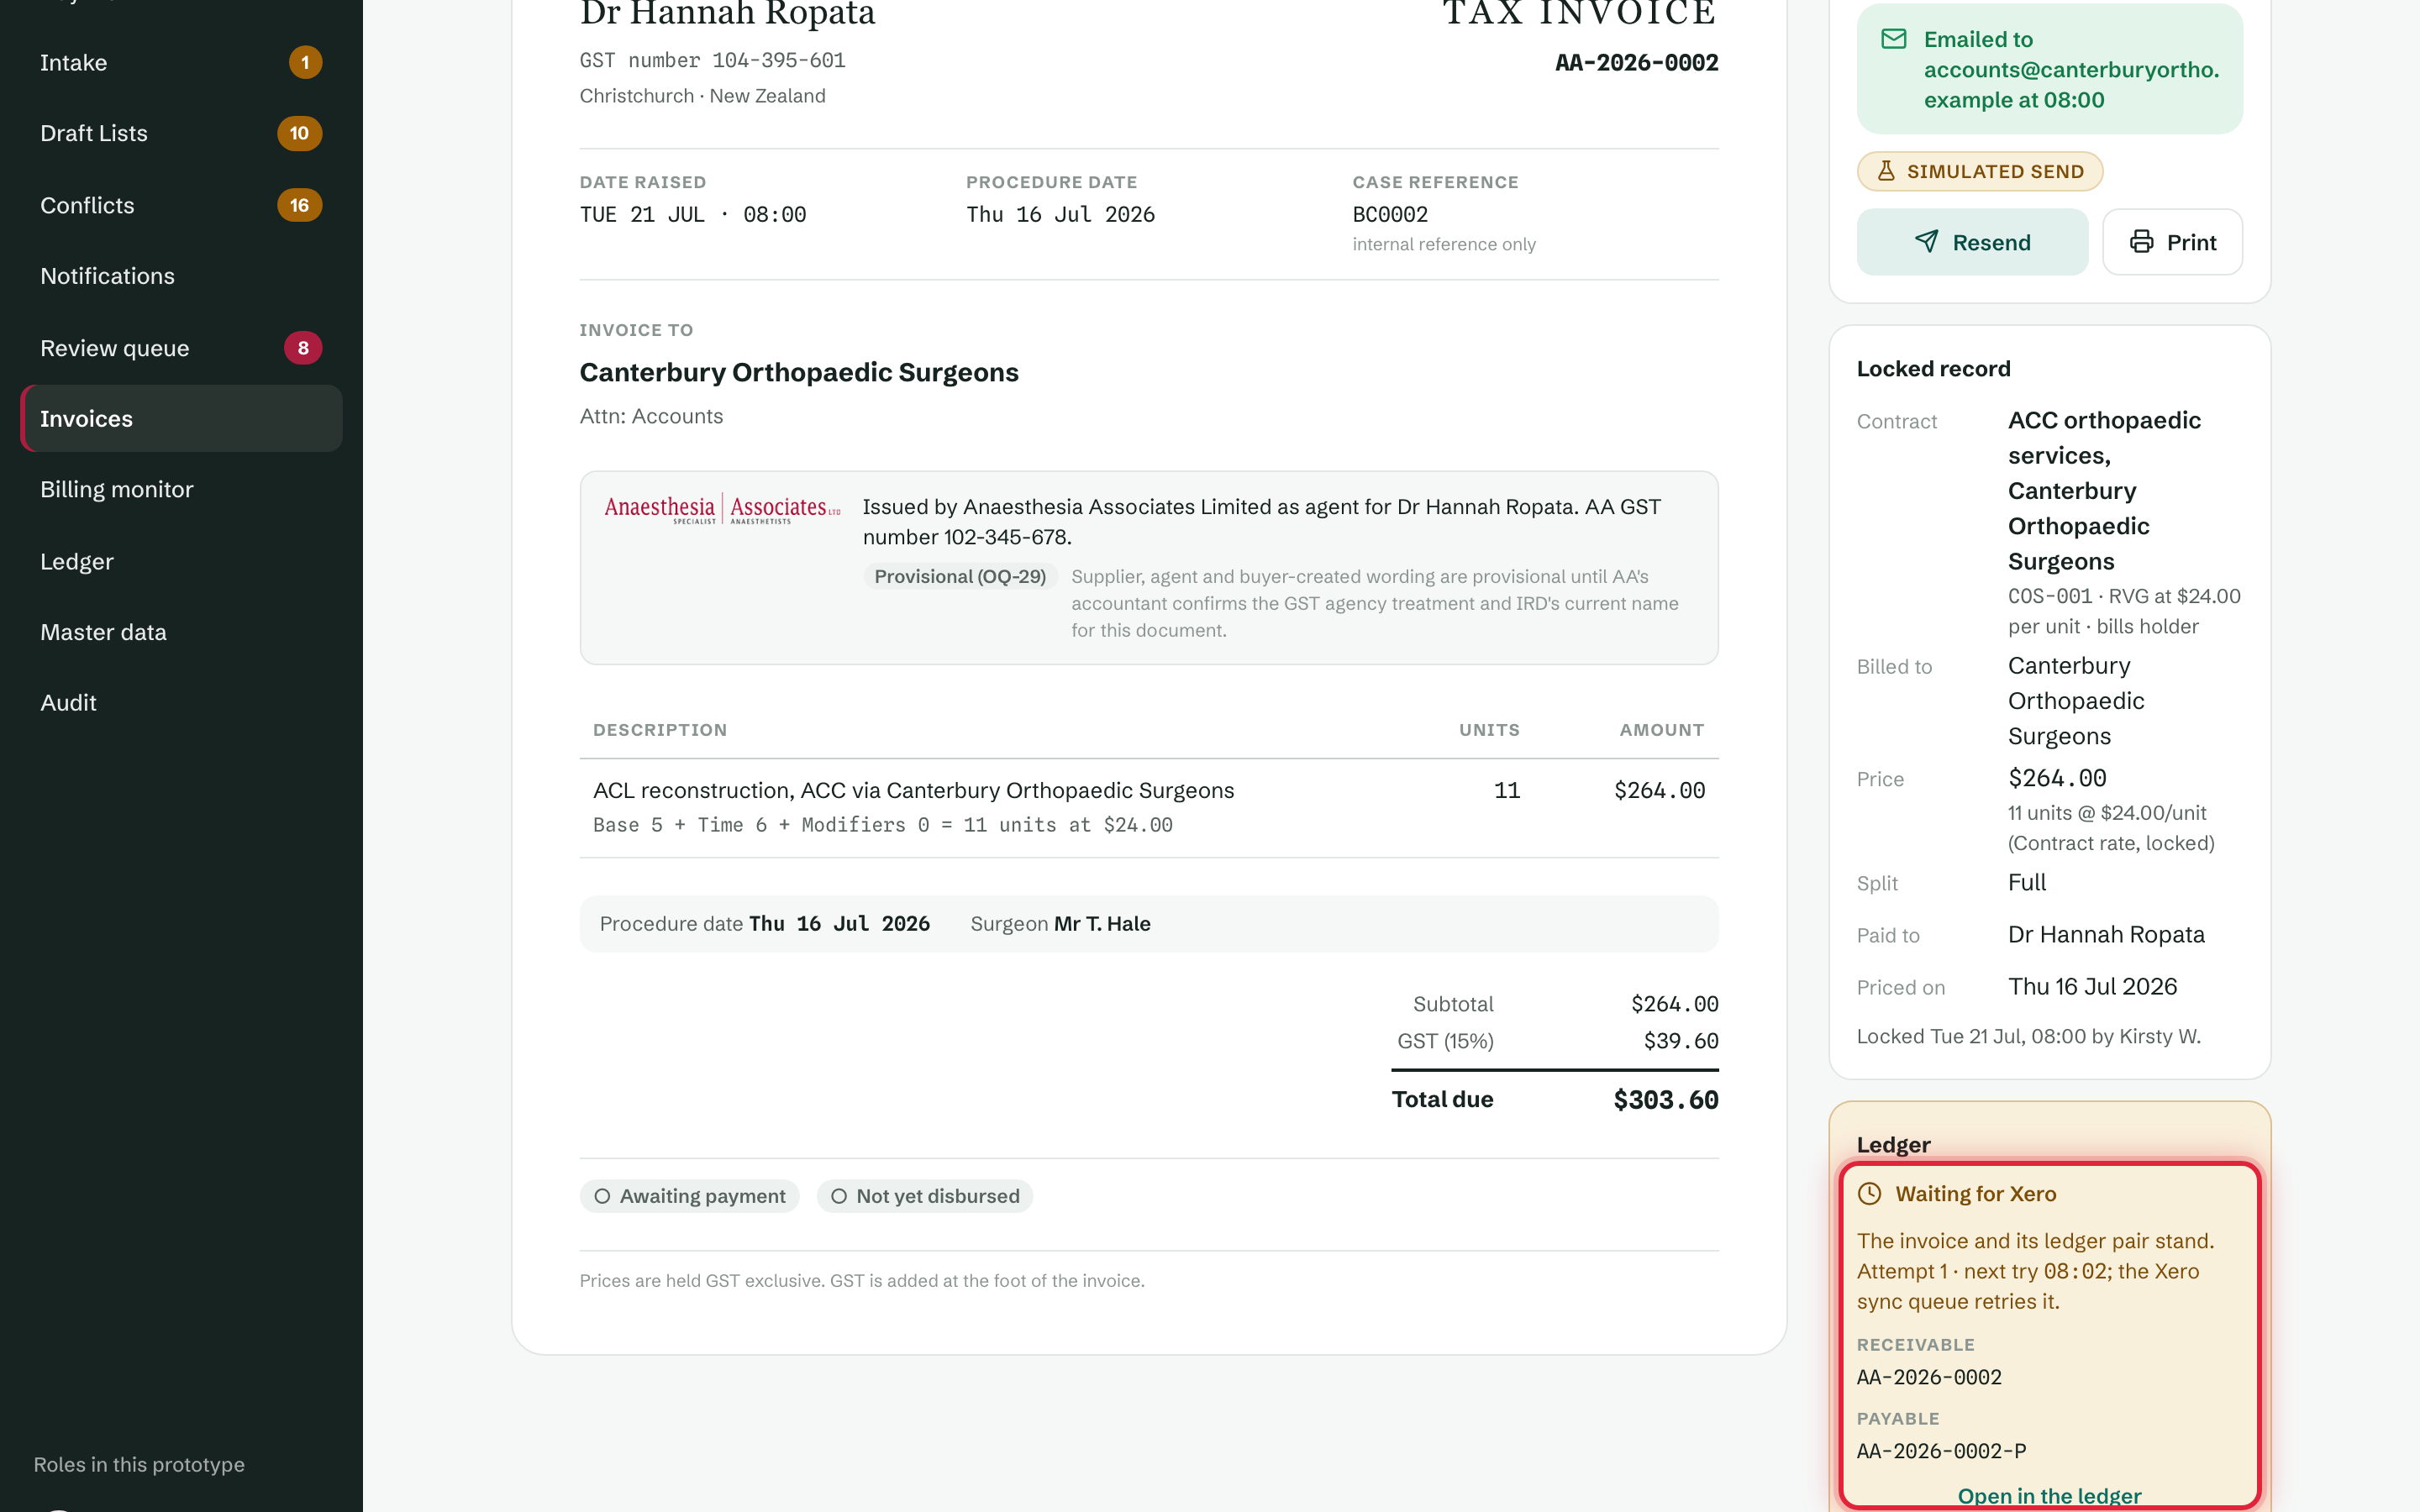 Intake 1
Draft Lists 10
Conflicts 16
Notifications
Review queue 8
Invoices
Billing monitor
Ledger
Master data
Audit
Roles in this prototype
Dr Hannah Ropata
GST number 104-395-601
Christchurch · New Zealand
TAX INVOICE
AA-2026-0002
DATE RAISED
TUE 21 JUL · 08:00
PROCEDURE DATE
Thu 16 Jul 2026
CASE REFERENCE
BC0002
internal reference only
INVOICE TO
Canterbury Orthopaedic Surgeons
Attn: Accounts
Anaesthesia Associates LTD
SPECIALIST ANAESTHETISTS
Issued by Anaesthesia Associates Limited as agent for Dr Hannah Ropata. AA GST
number 102-345-678.
Provisional (OQ-29)
Supplier, agent and buyer-created wording are provisional until AA's
accountant confirms the GST agency treatment and IRD's current name
for this document.
DESCRIPTION UNITS AMOUNT
ACL reconstruction, ACC via Canterbury Orthopaedic Surgeons 11 $264.00
Base 5 + Time 6 + Modifiers 0 = 11 units at $24.00
Procedure date Thu 16 Jul 2026 Surgeon Mr T. Hale
Subtotal $264.00
GST (15%) $39.60
Total due $303.60
Awaiting payment Not yet disbursed
Prices are held GST exclusive. GST is added at the foot of the invoice.
Emailed to
accounts@canterburyortho.
example at 08:00
SIMULATED SEND
Resend Print
Locked record
Contract ACC orthopaedic
services,
Canterbury
Orthopaedic
Surgeons
COS-001 · RVG at $24.00
per unit · bills holder
Billed to Canterbury
Orthopaedic
Surgeons
Price $264.00
11 units @ $24.00/unit
(Contract rate, locked)
Split Full
Paid to Dr Hannah Ropata
Priced on Thu 16 Jul 2026
Locked Tue 21 Jul, 08:00 by Kirsty W.
Ledger
Waiting for Xero
The invoice and its ledger pair stand.
Attempt 1 · next try 08:02; the Xero
sync queue retries it.
RECEIVABLE
AA-2026-0002
PAYABLE
AA-2026-0002-P
Open in the ledger